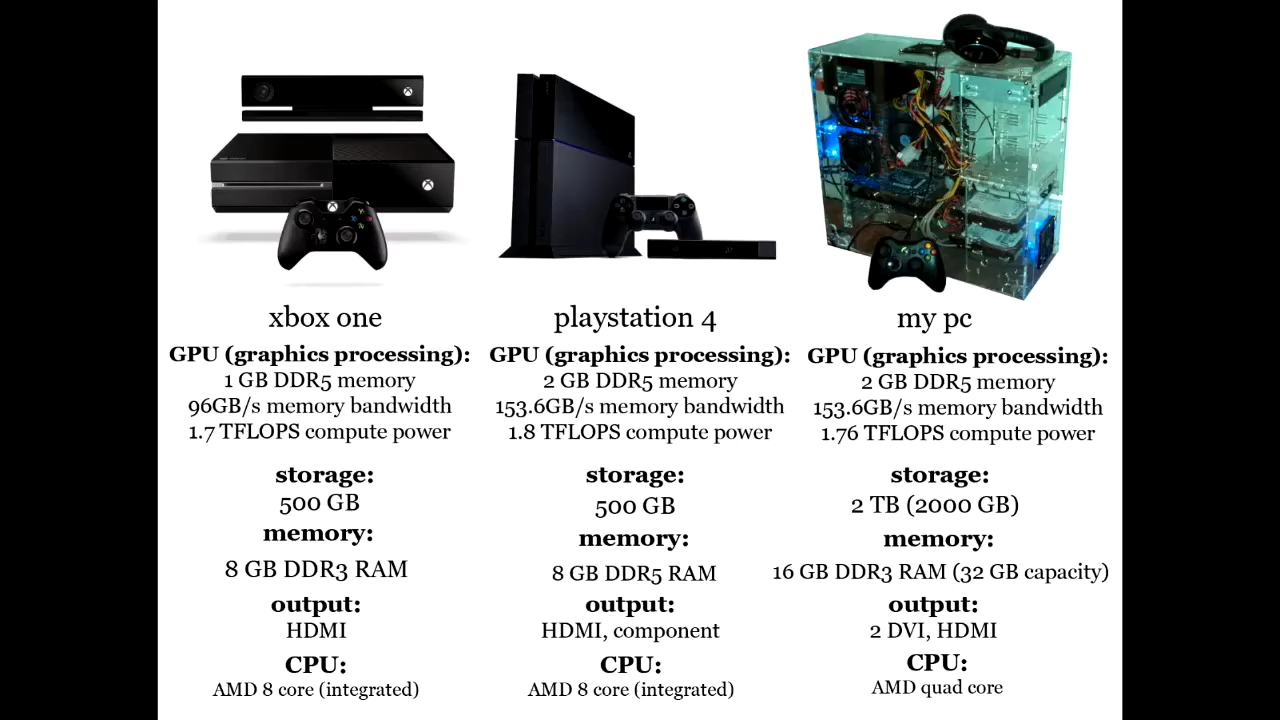 xbox one
GPU (graphics processing):
1 GB DDR5 memory
96GB/s memory bandwidth
1.7 TFLOPS compute power
storage:
500 GB
memory:
8 GB DDR3 RAM
output:
HDMI
CPU:
AMD 8 core (integrated)
playstation 4
GPU (graphics processing):
2 GB DDR5 memory
153.6GB/s memory bandwidth
1.8 TFLOPS compute power
storage:
500 GB
memory:
8 GB DDR5 RAM
output:
HDMI, component
CPU:
AMD 8 core (integrated)
my pc
GPU (graphics processing):
2 GB DDR5 memory
153.6GB/s memory bandwidth
1.76 TFLOPS compute power
storage:
2 TB (2000 GB)
memory:
16 GB DDR3 RAM (32 GB capacity)
output:
2 DVI, HDMI
CPU:
AMD quad core